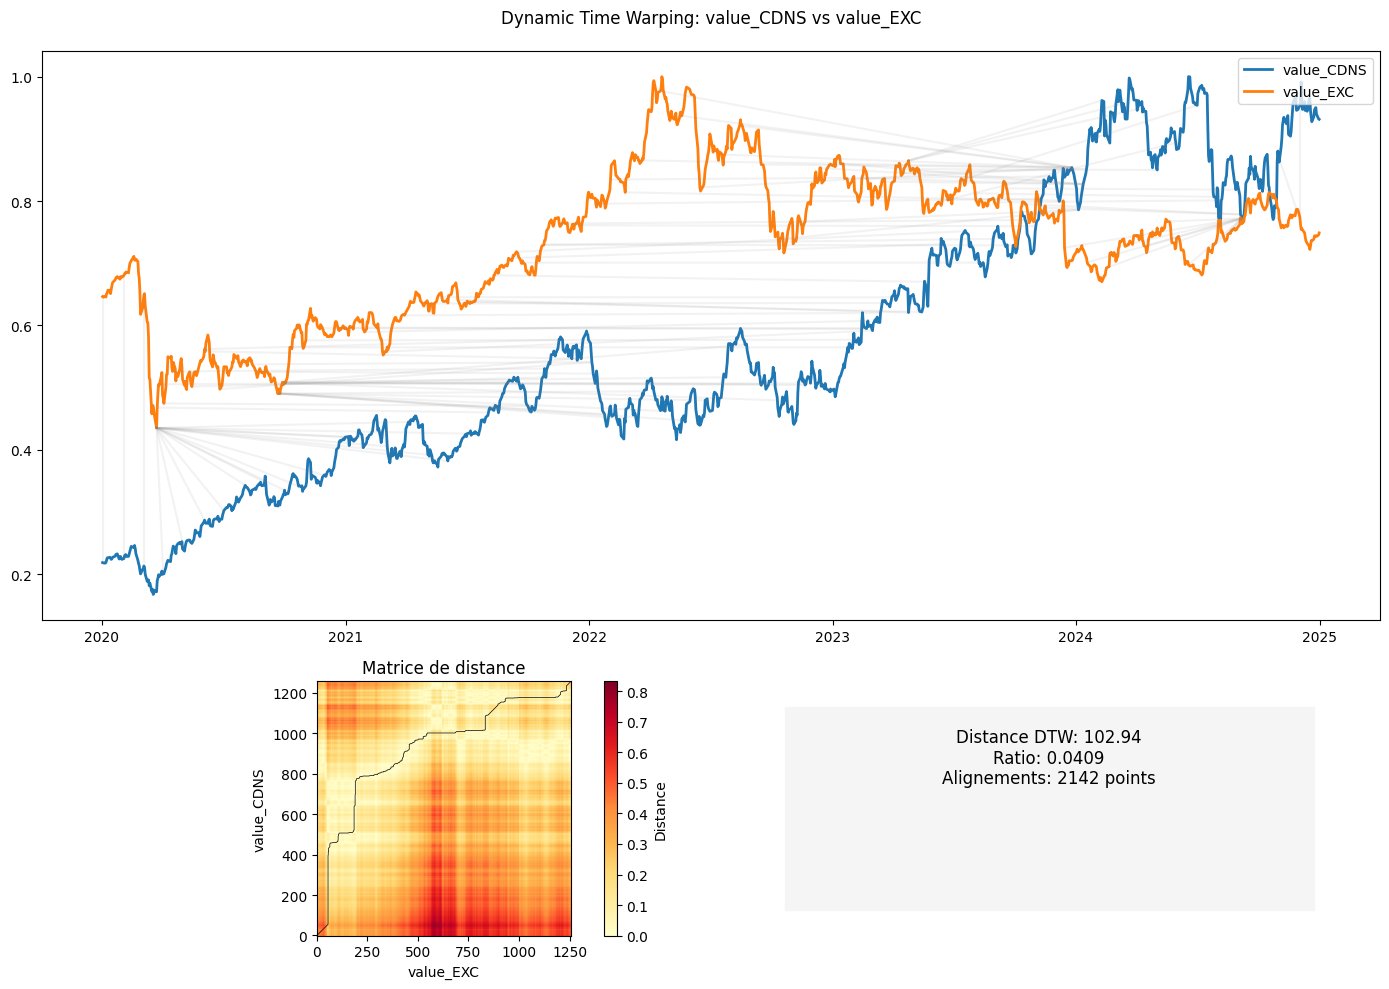 Dynamic Time Warping: value_CDNS vs value_EXC
value_CDNS
value_EXC
1.0
0.8
0.6
0.4
0.2
2020 2021 2022 2023 2024 2025
Matrice de distance
value_CDNS
1200
1000
800
600
400
200
0
0 250 500 750 1000 1250
value_EXC
0.8
0.7
0.6
0.5
0.4
0.3
0.2
0.1
0.0
Distance
Distance DTW: 102.94
Ratio: 0.0409
Alignements: 2142 points